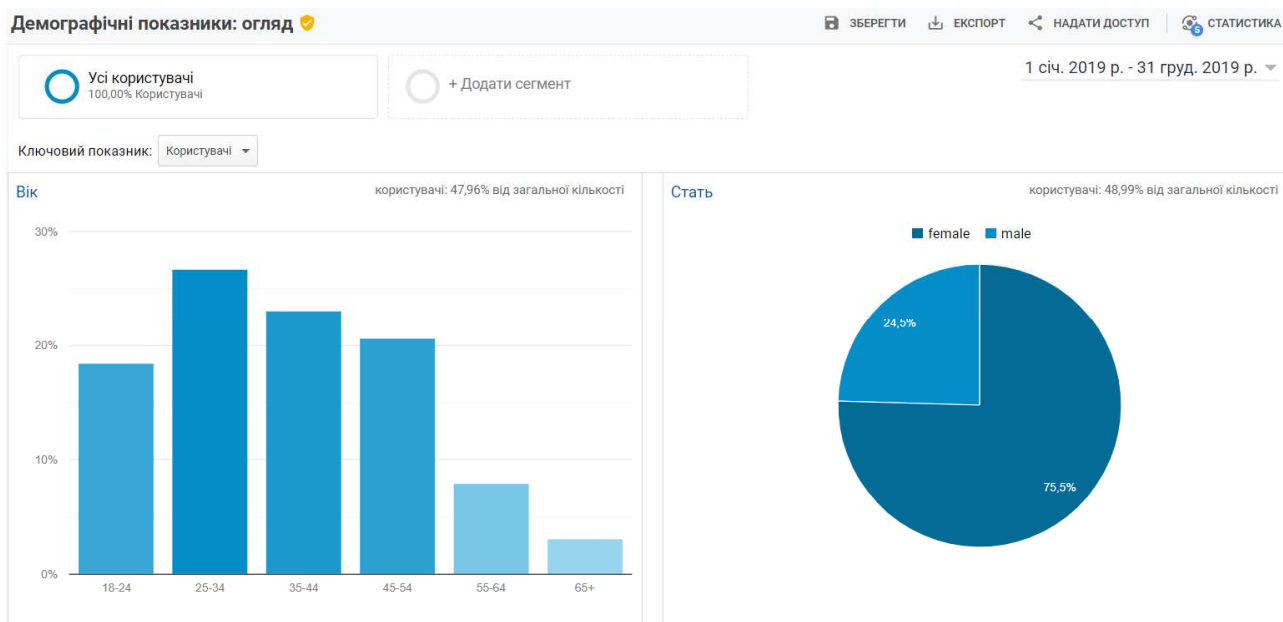 Демографічні показники: огляд
ЗБЕРЕГТИ ЕКСПОРТ НАДАТИ ДОСТУП 5 СТАТИСТИКА
Усі користувачі
100,00% Користувачі
+ Додати сегмент
1 січ. 2019 р. - 31 груд. 2019 р.
Ключовий показник: Користувачі
Вік
користувачі: 47,96% від загальної кількості
30%
20%
10%
0%
18-24 25-34 35-44 45-54 55-64 65+
Стать
користувачі: 48,99% від загальної кількості
female male
24,5%
75,5%